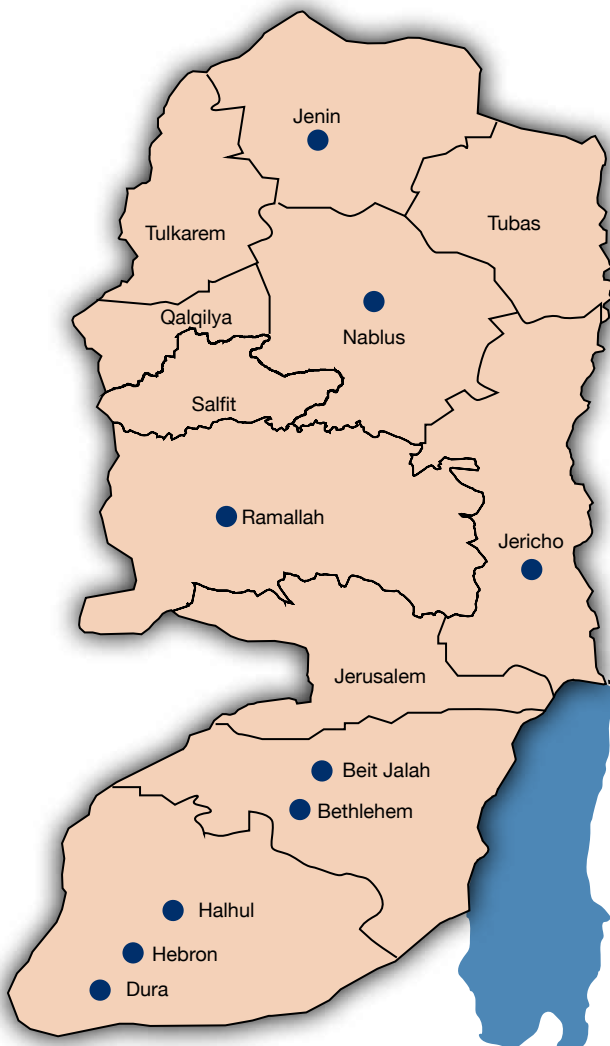 Jenin
Tubas
Tulkarem
Qalqilya
Nablus
Salfit
Ramallah
Jericho
Jerusalem
Beit Jalah
Bethlehem
Halhul
Hebron
Dura